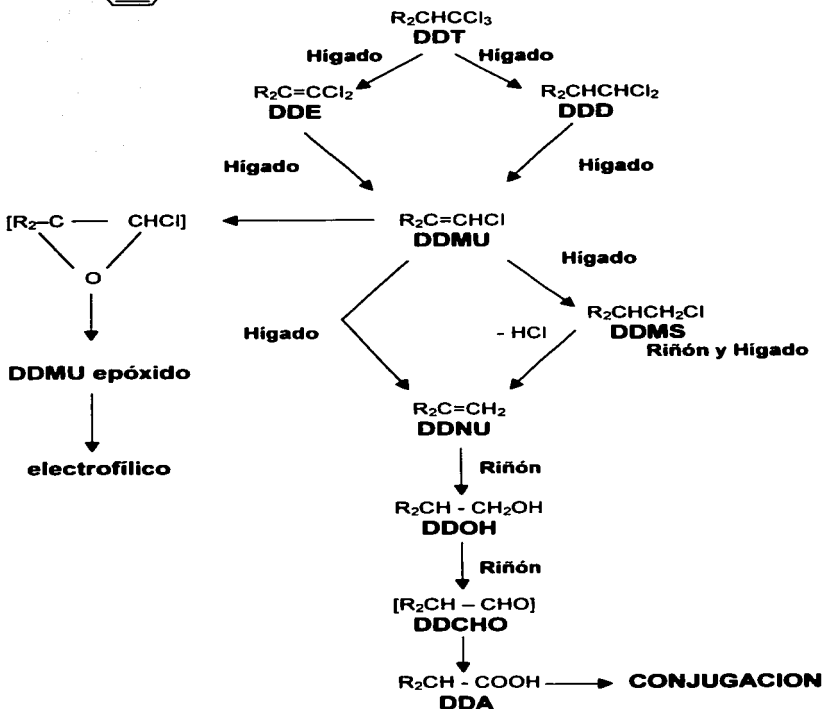 R₂CHCCl₃
DDT
Hígado Hígado
R₂C=CCl₂ R₂CHCHCl₂
DDE DDD
Hígado Hígado
[R₂–C — CHCl] R₂C=CHCl
DDMU
O
Hígado
R₂CHCH₂Cl
Hígado - HCl DDMS
Riñón y Hígado
DDMU epóxido
R₂C=CH₂
DDNU
electrofílico Riñón
R₂CH - CH₂OH
DDOH
Riñón
[R₂CH – CHO]
DDCHO
R₂CH - COOH CONJUGACION
DDA